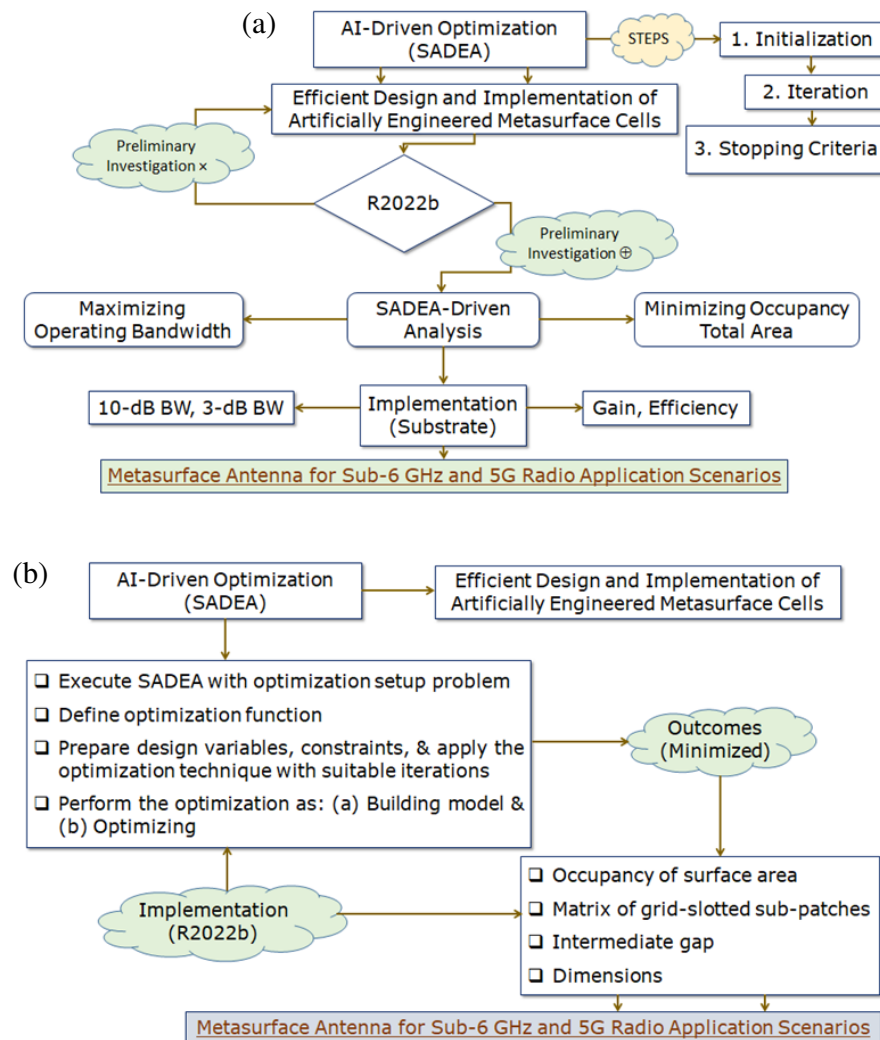 (a)
AI-Driven Optimization
(SADEA)
STEPS
1. Initialization
2. Iteration
3. Stopping Criteria
Efficient Design and Implementation of
Artificially Engineered Metasurface Cells
Preliminary
Investigation ×
R2022b
Preliminary
Investigation ⊕
Maximizing
Operating Bandwidth
SADEA-Driven
Analysis
Minimizing Occupancy
Total Area
10-dB BW, 3-dB BW
Implementation
(Substrate)
Gain, Efficiency
Metasurface Antenna for Sub-6 GHz and 5G Radio Application Scenarios
(b)
AI-Driven Optimization
(SADEA)
Efficient Design and Implementation of
Artificially Engineered Metasurface Cells
❑ Execute SADEA with optimization setup problem
❑ Define optimization function
❑ Prepare design variables, constraints, & apply the
optimization technique with suitable iterations
❑ Perform the optimization as: (a) Building model &
(b) Optimizing
Outcomes
(Minimized)
Implementation
(R2022b)
❑ Occupancy of surface area
❑ Matrix of grid-slotted sub-patches
❑ Intermediate gap
❑ Dimensions
Metasurface Antenna for Sub-6 GHz and 5G Radio Application Scenarios